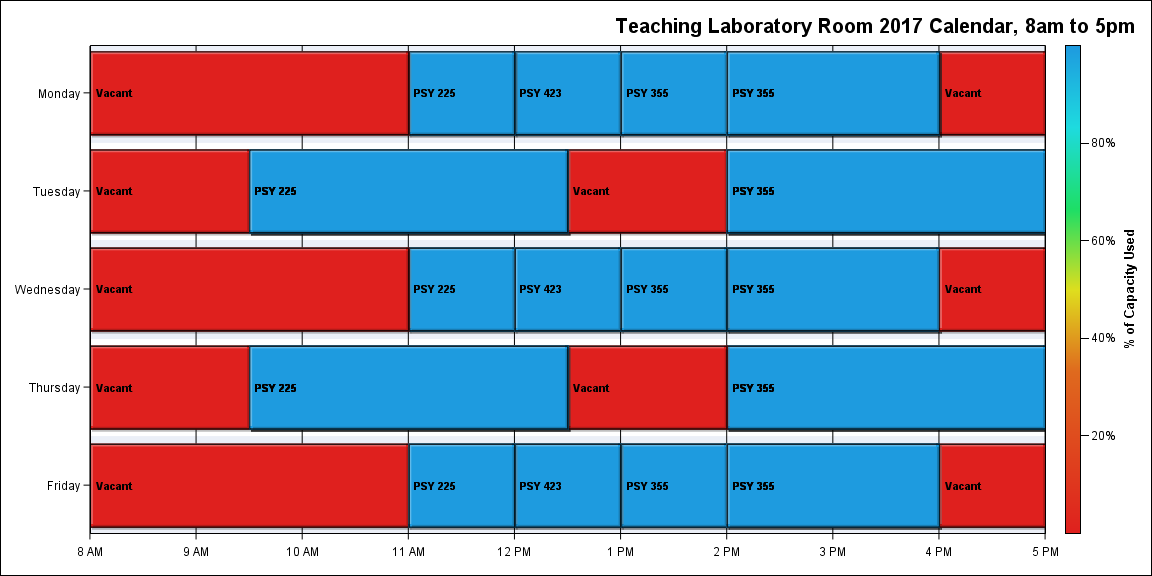 Teaching Laboratory Room 2017 Calendar, 8am to 5pm
Monday
Vacant
PSY 225
PSY 423
PSY 355
PSY 355
Vacant
Tuesday
Vacant
PSY 225
Vacant
PSY 355
Wednesday
Vacant
PSY 225
PSY 423
PSY 355
PSY 355
Vacant
Thursday
Vacant
PSY 225
Vacant
PSY 355
Friday
Vacant
PSY 225
PSY 423
PSY 355
PSY 355
Vacant
8 AM
9 AM
10 AM
11 AM
12 PM
1 PM
2 PM
3 PM
4 PM
5 PM
80%
60%
40%
20%
% of Capacity Used